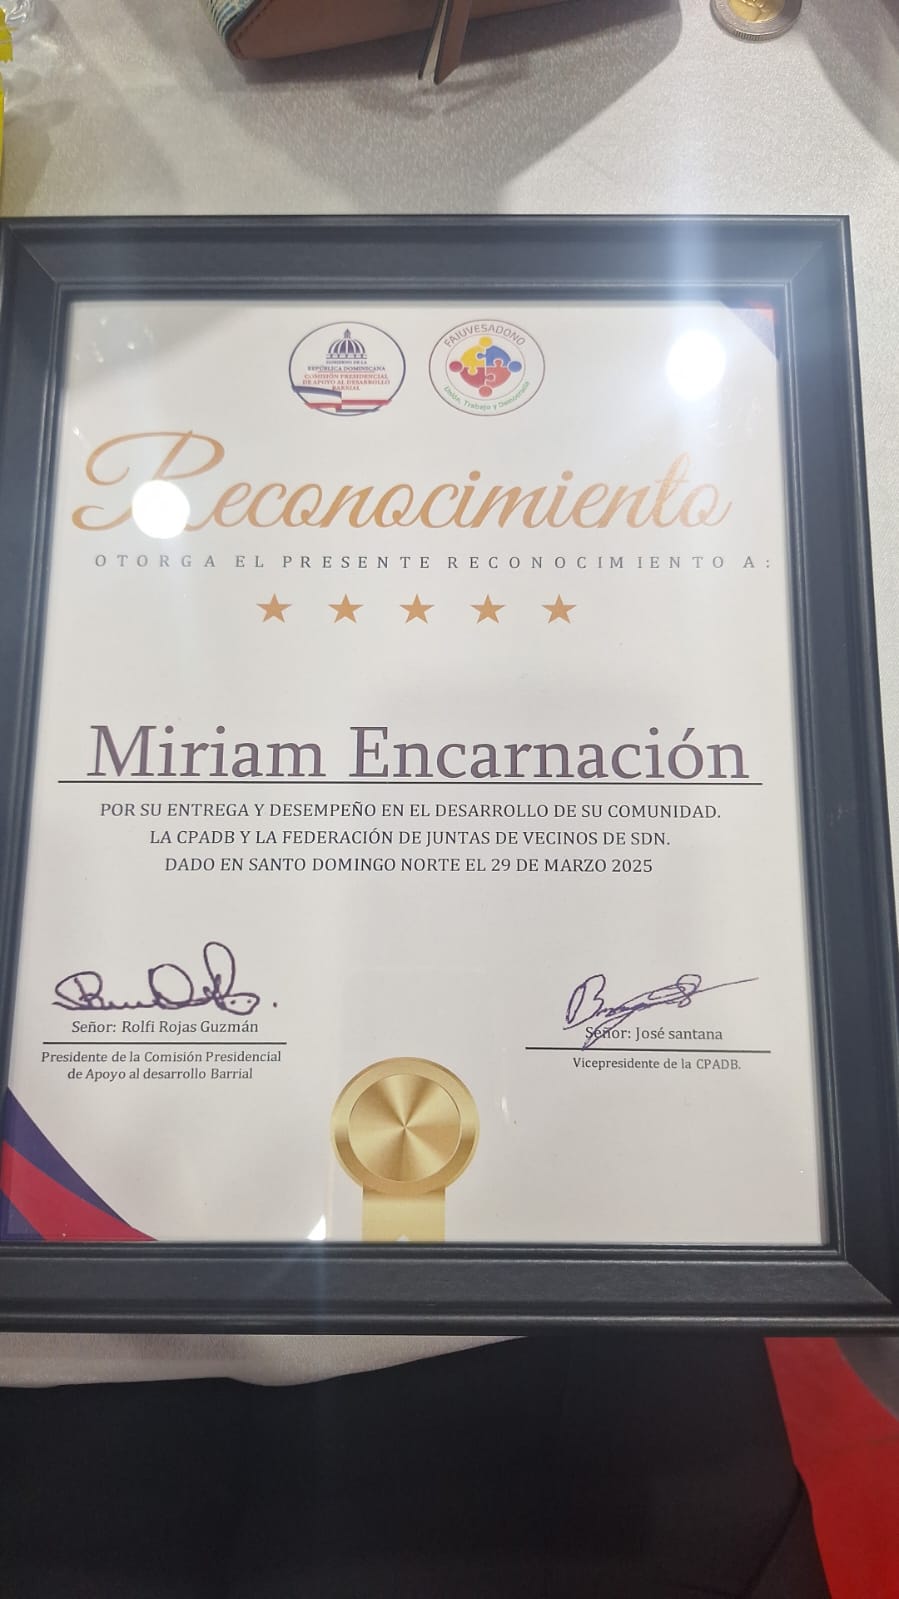 GOBIERNO DE LA
REPÚBLICA DOMINICANA
COMISIÓN PRESIDENCIAL
DE APOYO AL DESARROLLO
BARRIAL
FAJUVESADONO
Unión, Trabajo y Democracia
Reconocimiento
OTORGA EL PRESENTE RECONOCIMIENTO A:
Miriam Encarnación
POR SU ENTREGA Y DESEMPEÑO EN EL DESARROLLO DE SU COMUNIDAD.
LA CPADB Y LA FEDERACIÓN DE JUNTAS DE VECINOS DE SDN.
DADO EN SANTO DOMINGO NORTE EL 29 DE MARZO 2025
Señor: Rolfi Rojas Guzmán
Presidente de la Comisión Presidencial
de Apoyo al desarrollo Barrial
Señor: José santana
Vicepresidente de la CPADB.